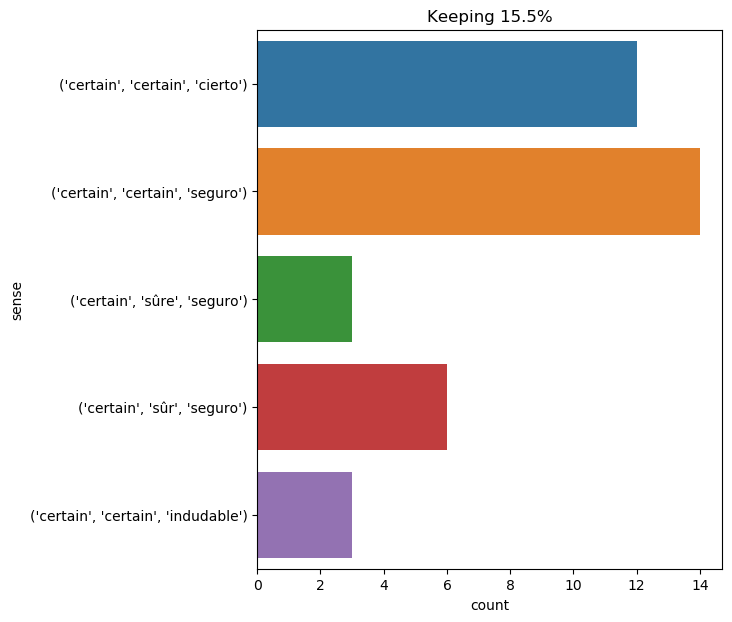 Keeping 15.5%
('certain', 'certain', 'cierto')
('certain', 'certain', 'seguro')
('certain', 'sûre', 'seguro')
('certain', 'sûr', 'seguro')
('certain', 'certain', 'indudable')
sense
0 2 4 6 8 10 12 14
count